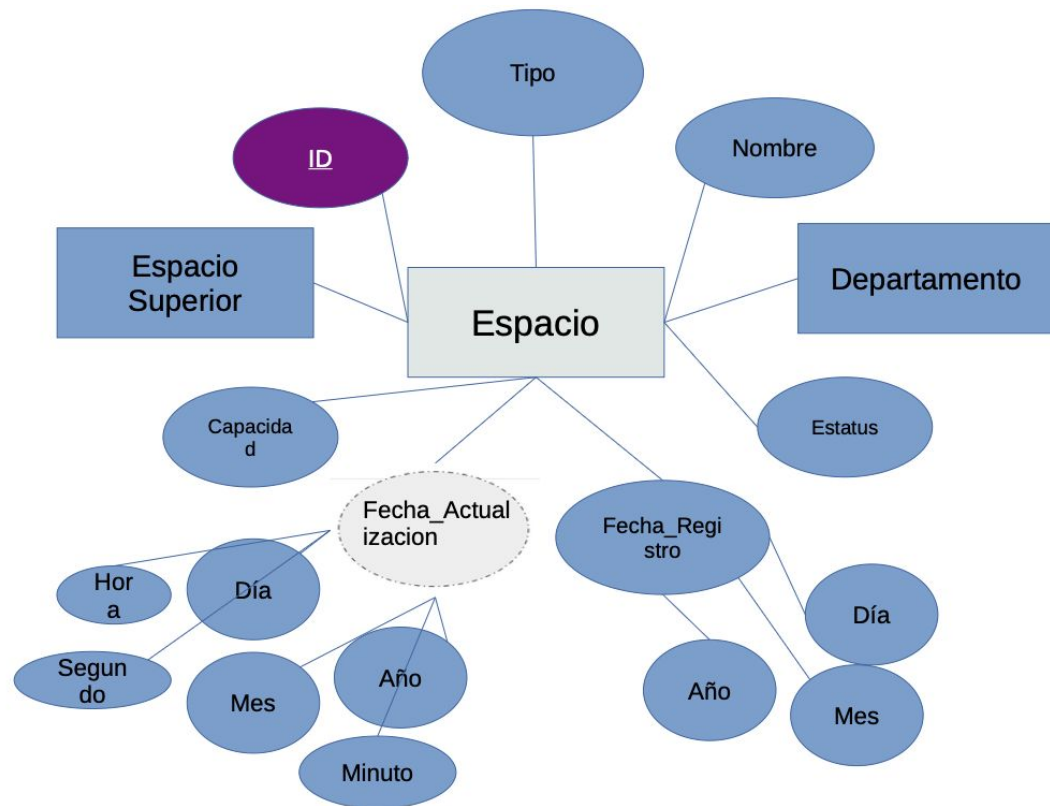 Tipo
ID
Nombre
Espacio
Superior
Departamento
Espacio
Capacida
d
Estatus
Fecha_Actual
izacion
Fecha_Regi
stro
Hor
a
Día
Día
Segun
do
Mes
Año
Año
Mes
Minuto